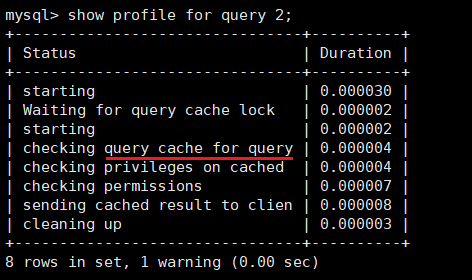 mysql> show profile for query 2;
+--------------------------------+----------+
| Status                         | Duration |
+--------------------------------+----------+
| starting                       | 0.000030 |
| Waiting for query cache lock   | 0.000002 |
| starting                       | 0.000002 |
| checking query cache for query | 0.000004 |
| checking privileges on cached  | 0.000004 |
| checking permissions           | 0.000007 |
| sending cached result to clien | 0.000008 |
| cleaning up                    | 0.000003 |
+--------------------------------+----------+
8 rows in set, 1 warning (0.00 sec)